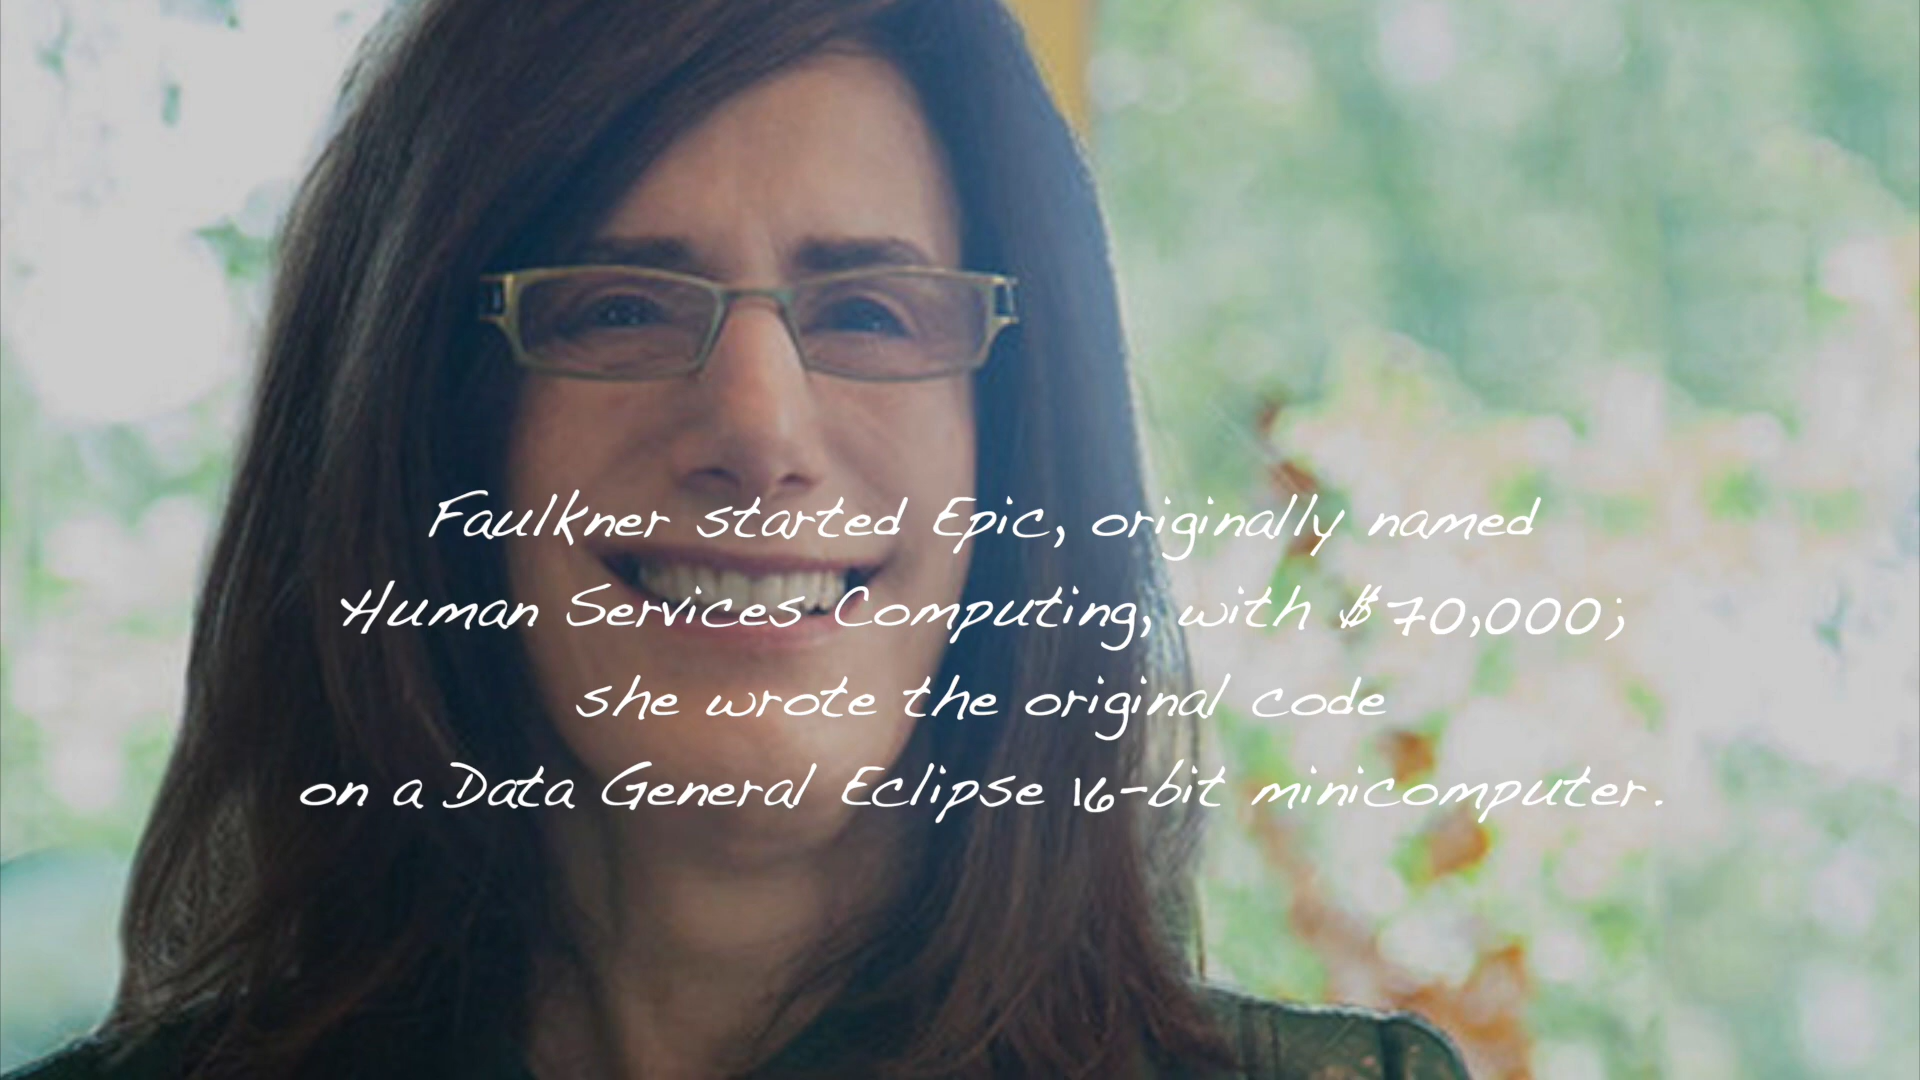 Faulkner started Epic, originally named
Human Services Computing, with $70,000;
she wrote the original code
on a Data General Eclipse 16-bit minicomputer.